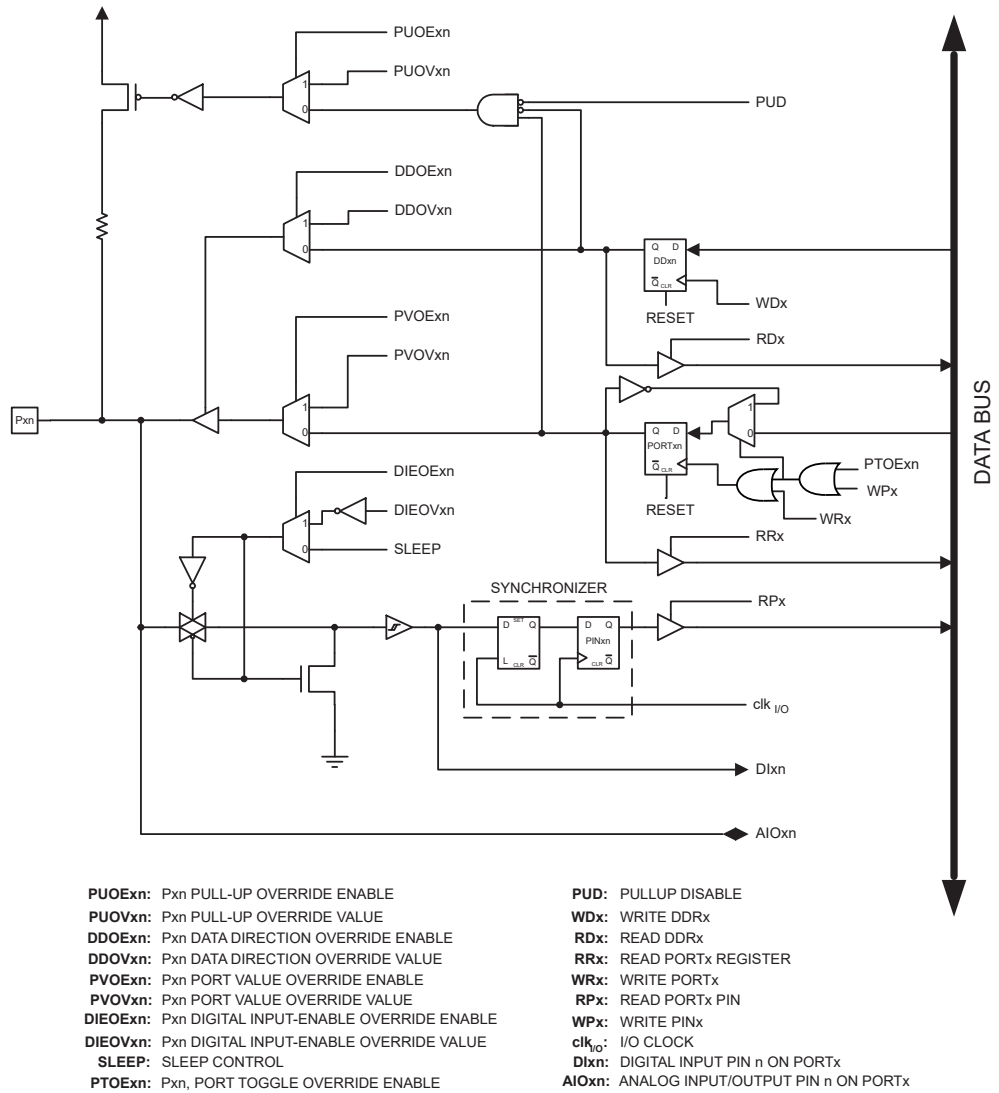 PUOExn
PUOVxn
1
0
PUD
DDOExn
DDOVxn
1
0
Q D
DDxn
Q CLR
WDx
RESET
PVOExn
PVOVxn
RDx
1
0
Pxn
1
0
Q D
PORTxn
Q CLR
PTOExn
WPx
RESET
WRx
DATA BUS
DIEOExn
DIEOVxn
1
0
SLEEP
RRx
SYNCHRONIZER
RPx
D SET Q
L CLR Q
D Q
PINxn
CLR Q
clk I/O
DIxn
AIOxn
PUOExn: Pxn PULL-UP OVERRIDE ENABLE
PUOVxn: Pxn PULL-UP OVERRIDE VALUE
DDOExn: Pxn DATA DIRECTION OVERRIDE ENABLE
DDOVxn: Pxn DATA DIRECTION OVERRIDE VALUE
PVOExn: Pxn PORT VALUE OVERRIDE ENABLE
PVOVxn: Pxn PORT VALUE OVERRIDE VALUE
DIEOExn: Pxn DIGITAL INPUT-ENABLE OVERRIDE ENABLE
DIEOVxn: Pxn DIGITAL INPUT-ENABLE OVERRIDE VALUE
SLEEP: SLEEP CONTROL
PTOExn: Pxn, PORT TOGGLE OVERRIDE ENABLE
PUD: PULLUP DISABLE
WDx: WRITE DDRx
RDx: READ DDRx
RRx: READ PORTx REGISTER
WRx: WRITE PORTx
RPx: READ PORTx PIN
WPx: WRITE PINx
clk I/O: I/O CLOCK
DIxn: DIGITAL INPUT PIN n ON PORTx
AIOxn: ANALOG INPUT/OUTPUT PIN n ON PORTx